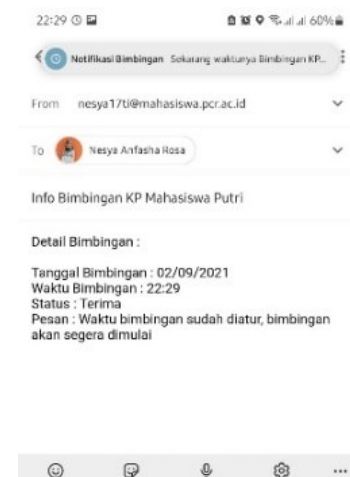 22:29 60%
Notifikasi Bimbingan Sekarang waktunya Bimbingan KP...
From nesya17ti@mahasiswa.pcr.ac.id
To Nesya Anfasha Rosa
Info Bimbingan KP Mahasiswa Putri
Detail Bimbingan :
Tanggal Bimbingan : 02/09/2021
Waktu Bimbingan : 22:29
Status : Terima
Pesan : Waktu bimbingan sudah diatur, bimbingan
akan segera dimulai